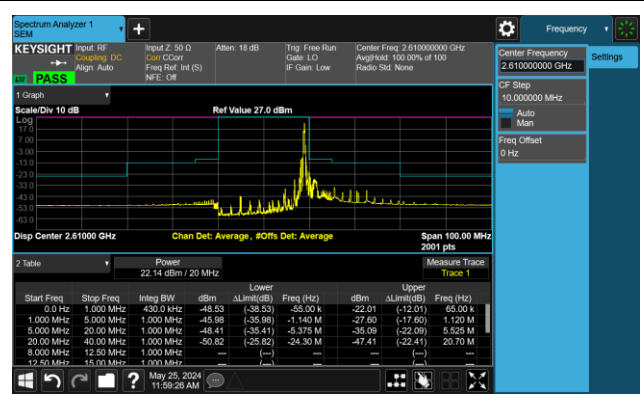 Spectrum Analyzer 1
SEM
Frequency
KEYSIGHT
Input: RF
Coupling: DC
Align: Auto
Input Z: 50 Ω
Corr CCorr
Freq Ref: Int (S)
NFE: Off
Atten: 18 dB
Trig: Free Run
Gate: LO
IF Gain: Low
Center Freq: 2.610000000 GHz
Avg|Hold: 100.00% of 100
Radio Std: None
PASS
Center Frequency
2.610000000 GHz
Settings
CF Step
10.000000 MHz
Auto
Man
Freq Offset
0 Hz
1 Graph
Scale/Div 10 dB
Ref Value 27.0 dBm
Log
17.0
7.00
-3.00
-13.0
-23.0
-33.0
-43.0
-53.0
-63.0
Disp Center 2.61000 GHz
Chan Det: Average, #Offs Det: Average
Span 100.00 MHz
2001 pts
2 Table
Power
22.14 dBm / 20 MHz
Measure Trace
Trace 1
Lower Upper
Start Freq Stop Freq Integ BW dBm ΔLimit(dB) Freq (Hz) dBm ΔLimit(dB) Freq (Hz)
0.0 Hz 1.000 MHz 430.0 kHz -48.53 (-38.53) -55.00 k -22.01 (-12.01) 65.00 k
1.000 MHz 5.000 MHz 1.000 MHz -45.98 (-35.98) -1.140 M -27.60 (-17.60) 1.120 M
5.000 MHz 20.00 MHz 1.000 MHz -48.41 (-35.41) -5.375 M -35.09 (-22.09) 5.525 M
20.00 MHz 40.00 MHz 1.000 MHz -50.82 (-25.82) -24.30 M -47.41 (-22.41) 20.70 M
8.000 MHz 12.50 MHz 1.000 MHz --- (---) --- --- (---) ---
12.50 MHz 15.00 MHz 1.000 MHz --- (---) --- --- (---) ---
?
May 25, 2024
11:59:26 AM